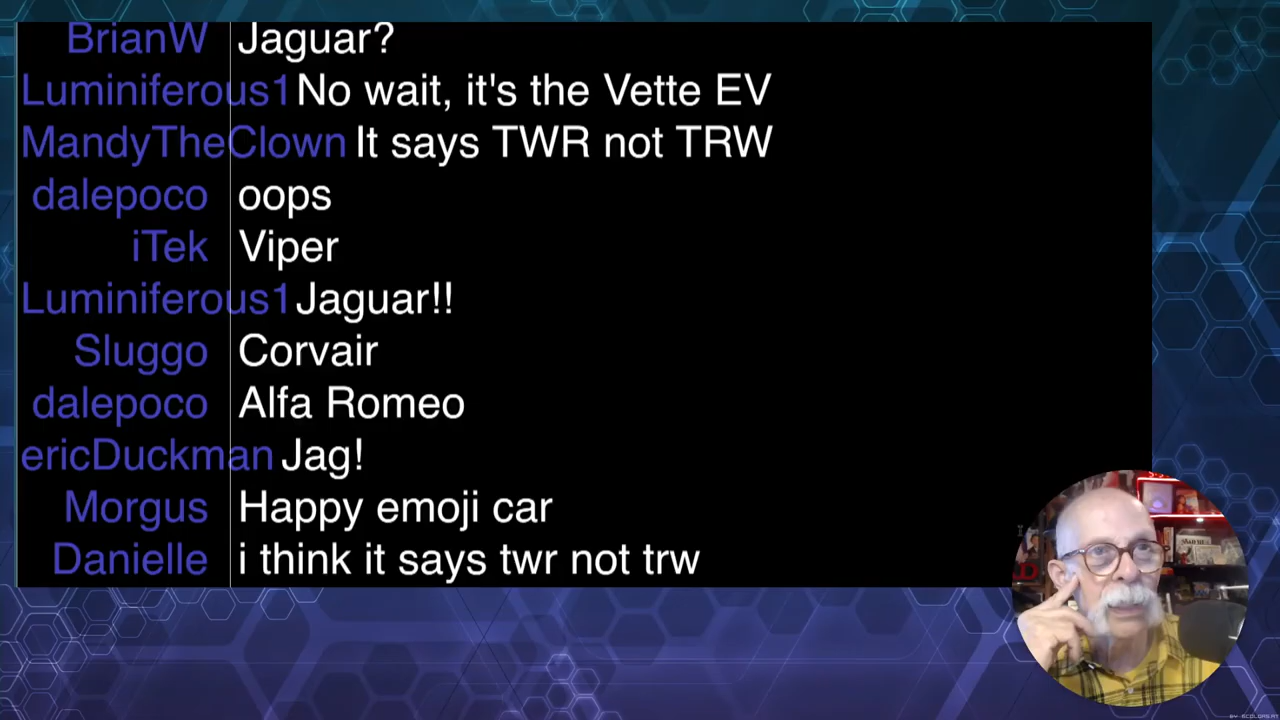 BrianW Jaguar?
Luminiferous1 No wait, it's the Vette EV
MandyTheClown It says TWR not TRW
dalepoco oops
iTek Viper
Luminiferous1 Jaguar!!
Sluggo Corvair
dalepoco Alfa Romeo
ericDuckman Jag!
Morgus Happy emoji car
Danielle i think it says twr not trw